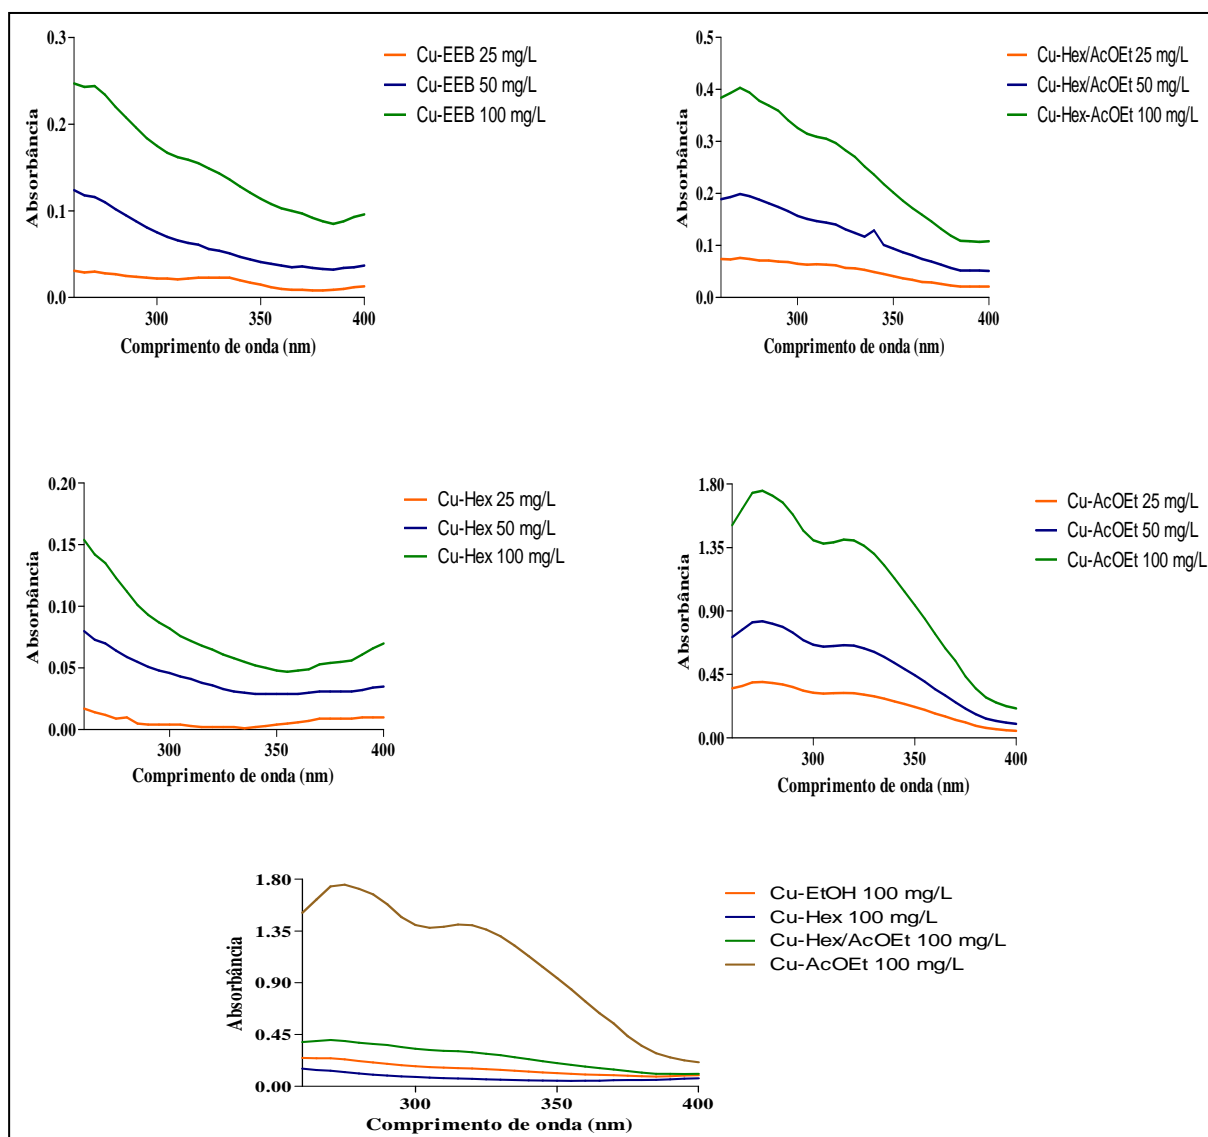 Cu-EEB 25 mg/L
Cu-EEB 50 mg/L
Cu-EEB 100 mg/L
0.3
0.2
0.1
0.0
300
350
400
Absorbância
Comprimento de onda (nm)
Cu-Hex/AcOEt 25 mg/L
Cu-Hex/AcOEt 50 mg/L
Cu-Hex-AcOEt 100 mg/L
0.5
0.4
0.3
0.2
0.1
0.0
300
350
400
Absorbância
Comprimento de onda (nm)
Cu-Hex 25 mg/L
Cu-Hex 50 mg/L
Cu-Hex 100 mg/L
0.20
0.15
0.10
0.05
0.00
300
400
Absorbância
Comprimento de onda (nm)
Cu-AcOEt 25 mg/L
Cu-AcOEt 50 mg/L
Cu-AcOEt 100 mg/L
1.80
1.35
0.90
0.45
0.00
300
350
400
Absorbância
Comprimento de onda (nm)
Cu-EtOH 100 mg/L
Cu-Hex 100 mg/L
Cu-Hex/AcOEt 100 mg/L
Cu-AcOEt 100 mg/L
1.80
1.35
0.90
0.45
0.00
300
350
400
Absorbância
Comprimento de onda (nm)